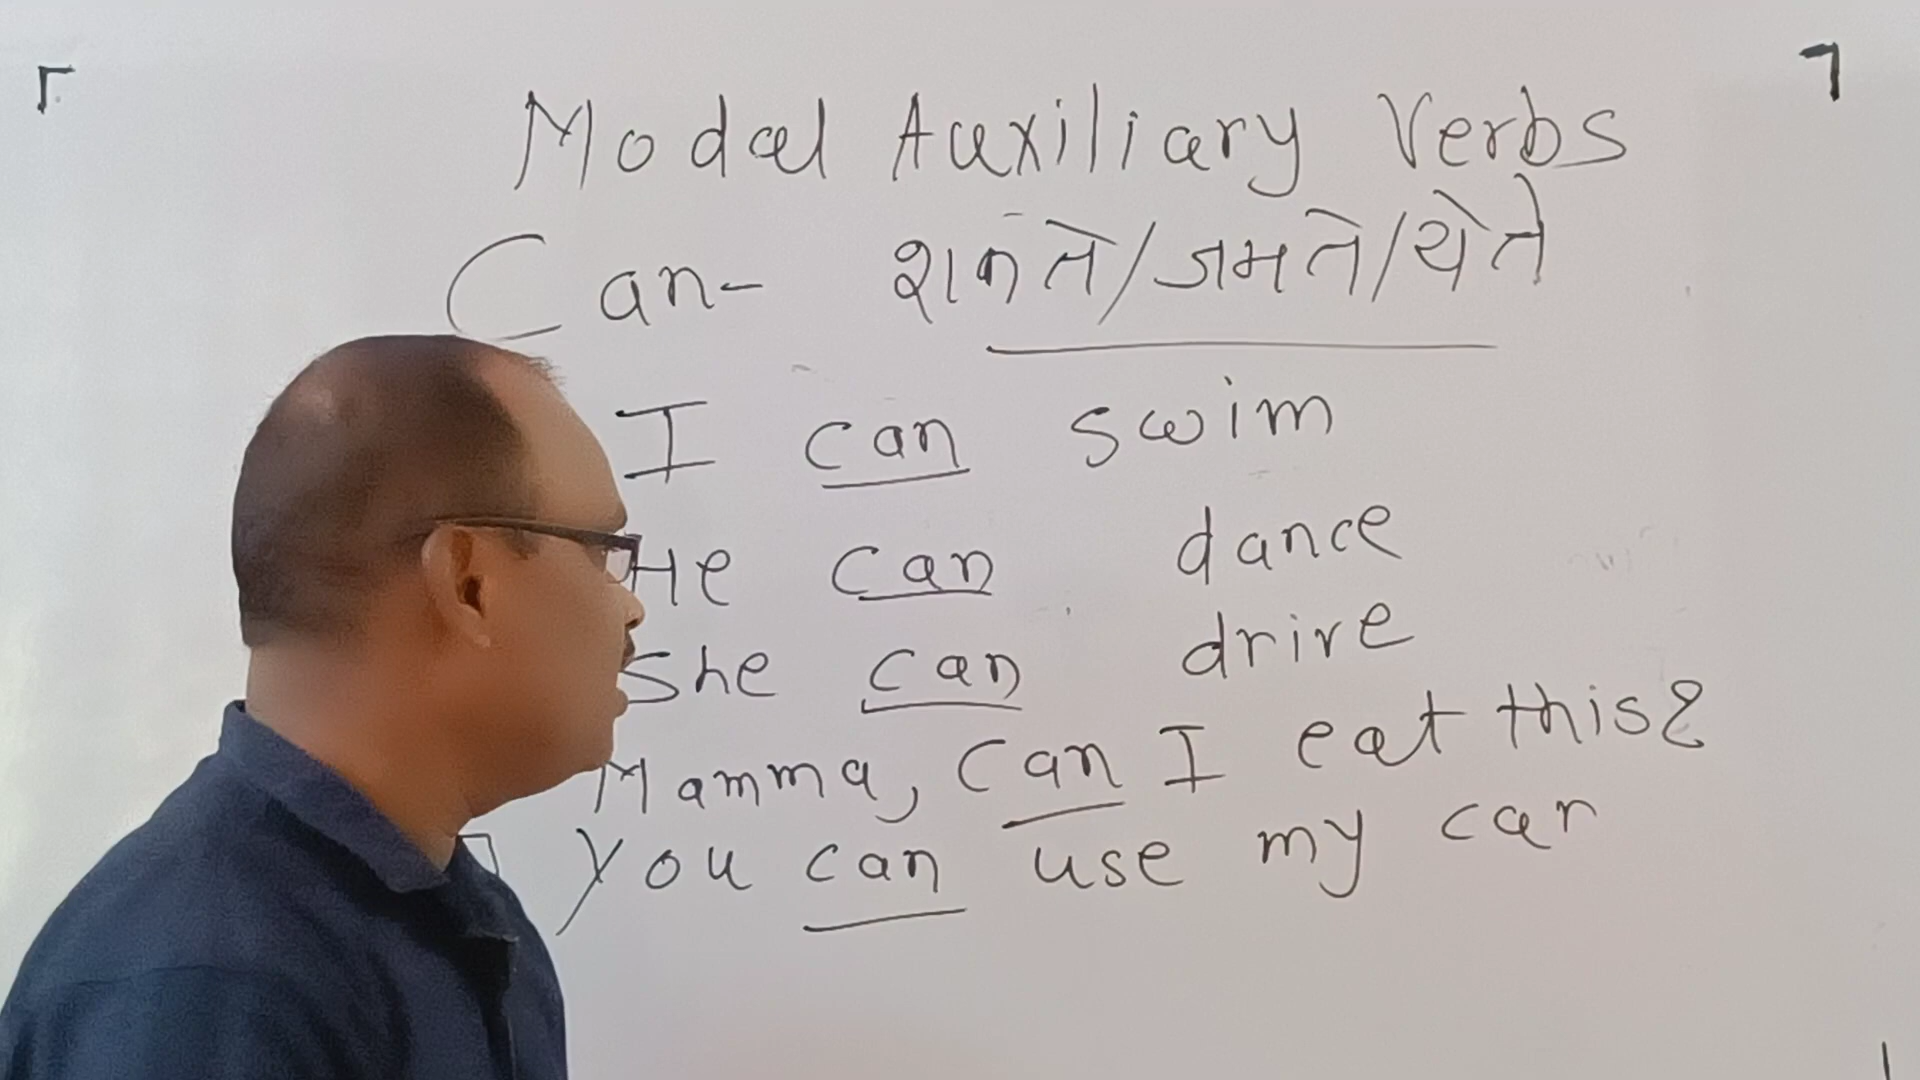 Modal Auxiliary Verbs
Can- शकते/जमते/येते
I can swim
He can dance
She can drive
Mamma, can I eat this?
You can use my car